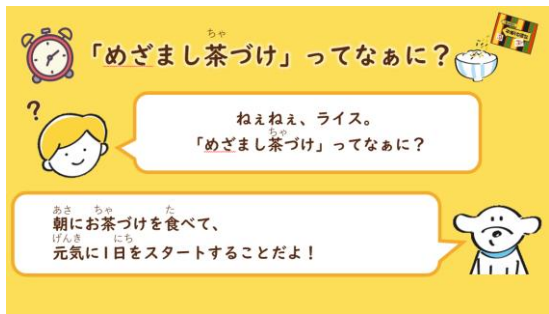 「めざまし茶づけ」ってなぁに？
?
ねぇねぇ、ライス。
「めざまし茶づけ」ってなぁに？
朝にお茶づけを食べて、
元気に1日をスタートすることだよ！